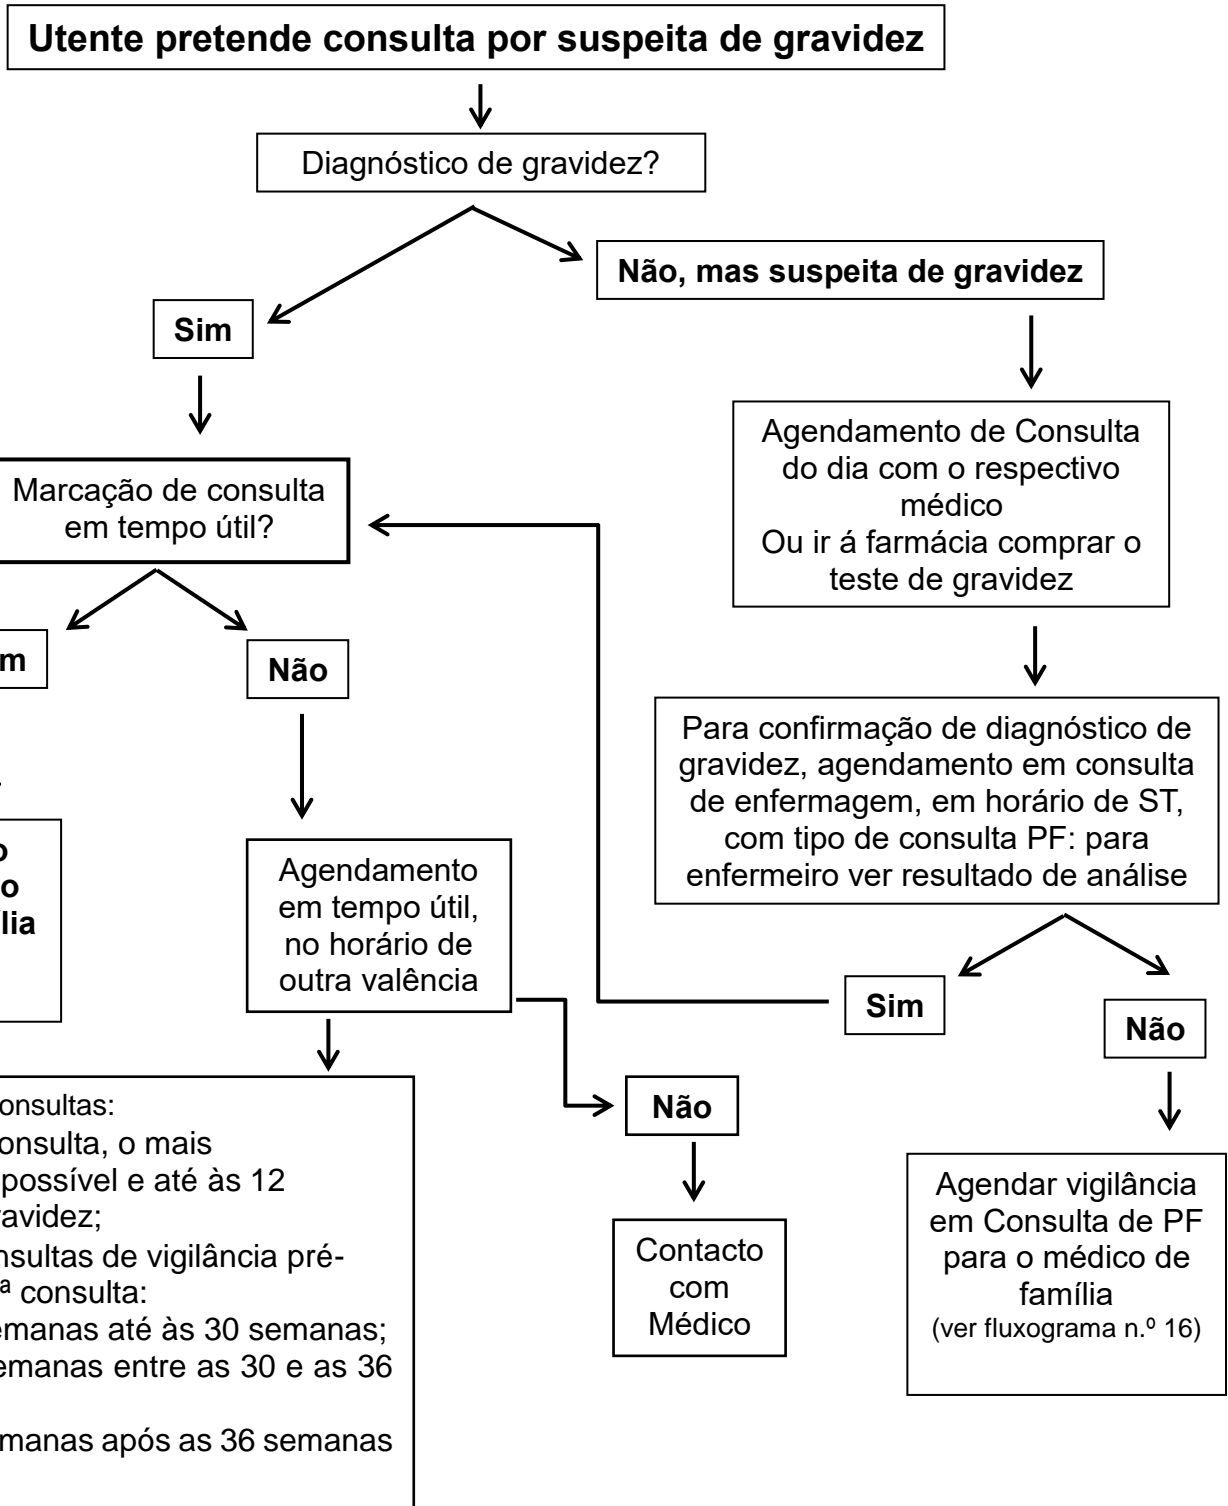 Utente pretende consulta por suspeita de gravidez
Diagnóstico de gravidez?
Não, mas suspeita de gravidez
Sim
Agendamento de Consulta
do dia com o respectivo
médico
Ou ir á farmácia comprar o
teste de gravidez
Marcação de consulta
em tempo útil?
m
Não
Para confirmação de diagnóstico de
gravidez, agendamento em consulta
de enfermagem, em horário de ST,
com tipo de consulta PF: para
enfermeiro ver resultado de análise
o
o
lia
Agendamento
em tempo útil,
no horário de
outra valência
Sim
Não
onsultas:
onsulta, o mais
possível e até às 12
ravidez;
nsultas de vigilância pré-
ª consulta:
emanas até às 30 semanas;
emanas entre as 30 e as 36
manas após as 36 semanas
Não
Contacto
com
Médico
Agendar vigilância
em Consulta de PF
para o médico de
família
(ver fluxograma n.º 16)